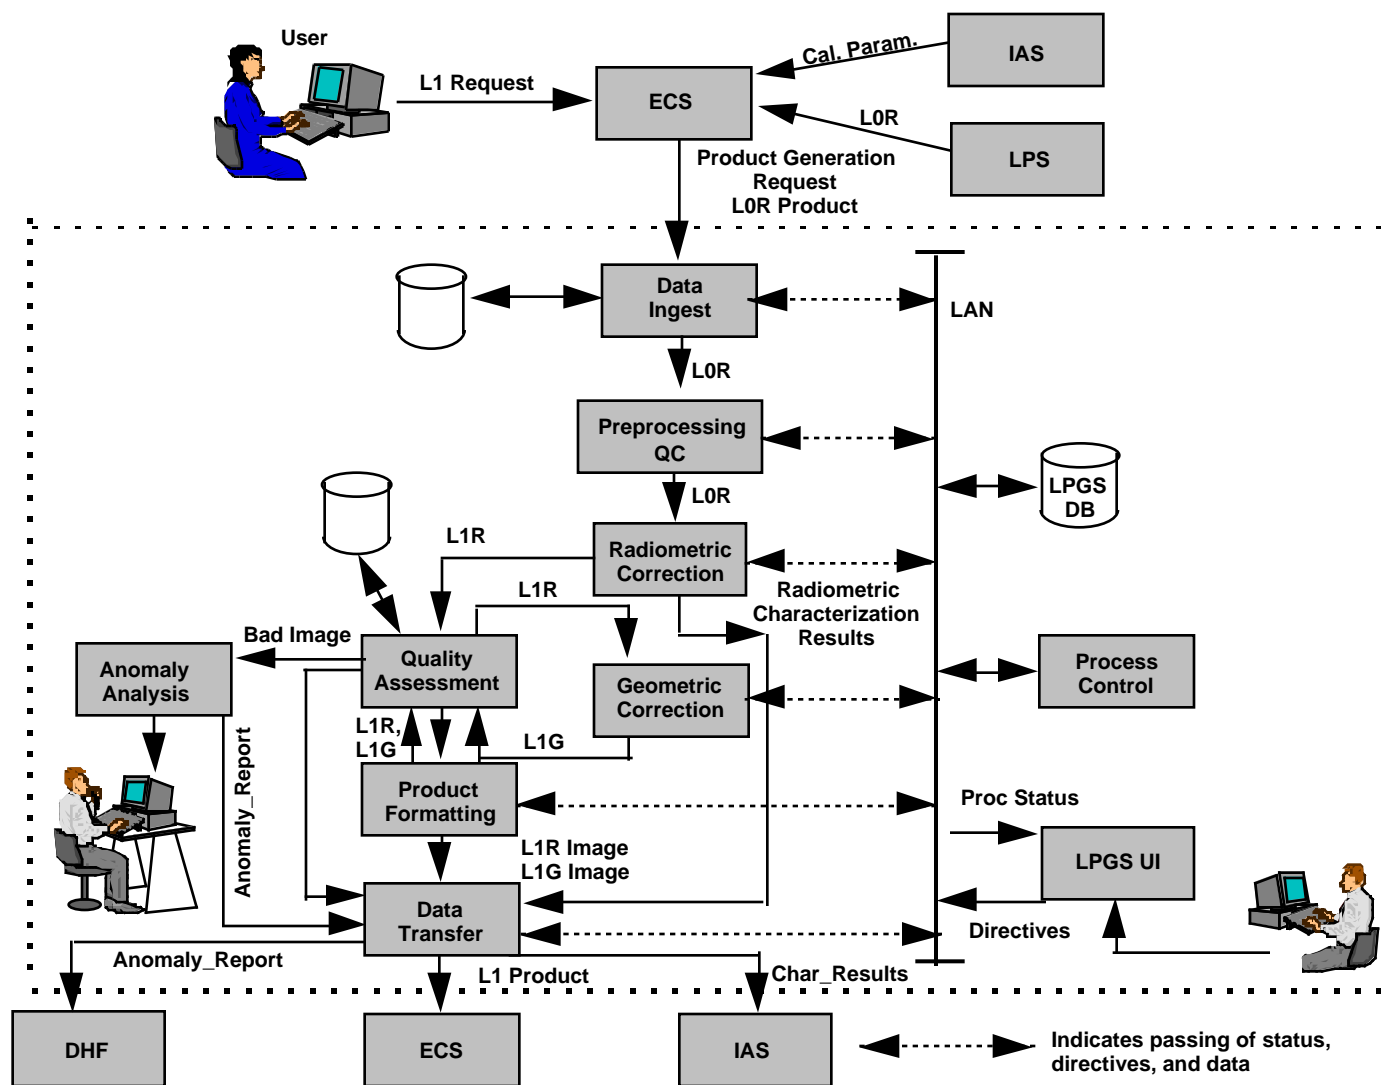 User
L1 Request
ECS
Cal. Param.
IAS
L0R
LPS
Product Generation
Request
L0R Product
Data
Ingest
LAN
L0R
Preprocessing
QC
LPGS
DB
L0R
L1R
Radiometric
Correction
L1R
Radiometric
Characterization
Results
Bad Image
Anomaly
Analysis
Quality
Assessment
Geometric
Correction
Process
Control
L1R,
L1G
L1G
Anomaly_Report
Product
Formatting
Proc Status
L1R Image
L1G Image
LPGS UI
Data
Transfer
Directives
Anomaly_Report
L1 Product
Char_Results
DHF
ECS
IAS
Indicates passing of status,
directives, and data